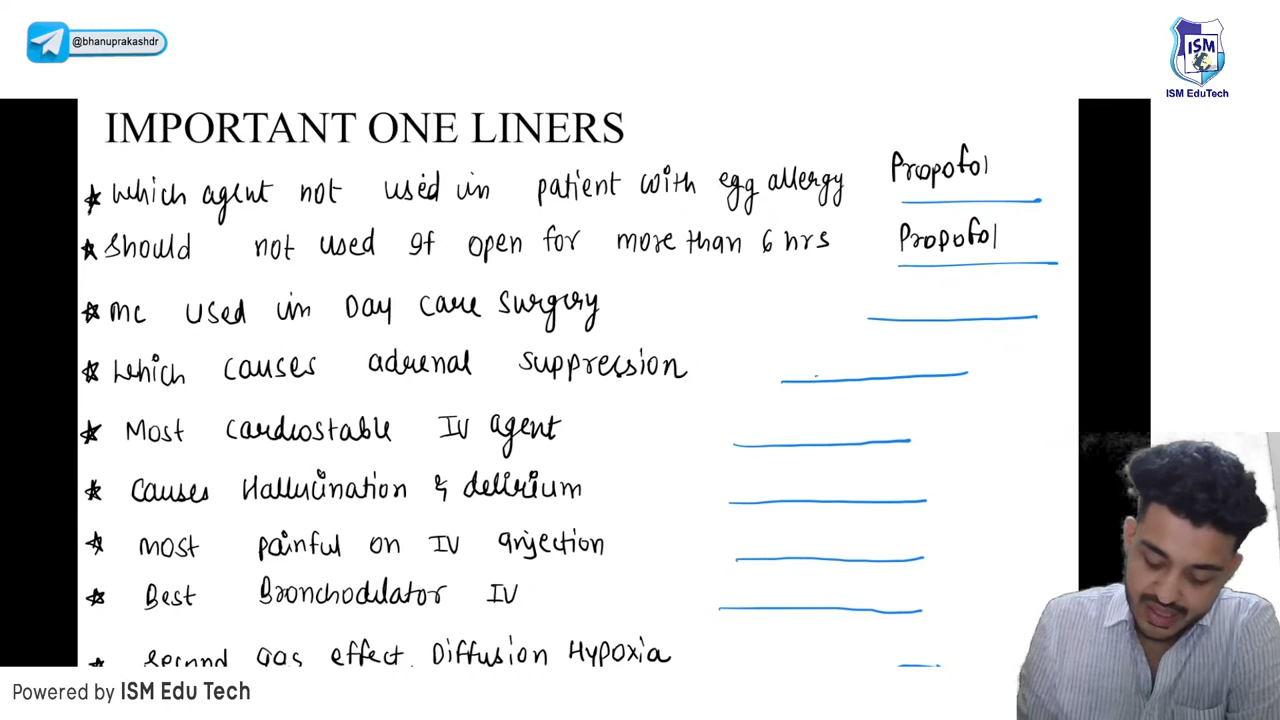 @bhanuprakashdr
ISM
ISM EduTech
IMPORTANT ONE LINERS
which agent not used in patient with egg allergy Propofol
Should not used If open for more than 6 hrs Propofol
MC used in Day care surgery
Which causes adrenal suppression
Most cardiostable IV agent
Causes Hallucination & delirium
most painful on IV injection
Best Bronchodilator IV
second gas effect, Diffusion Hypoxia
Powered by ISM Edu Tech